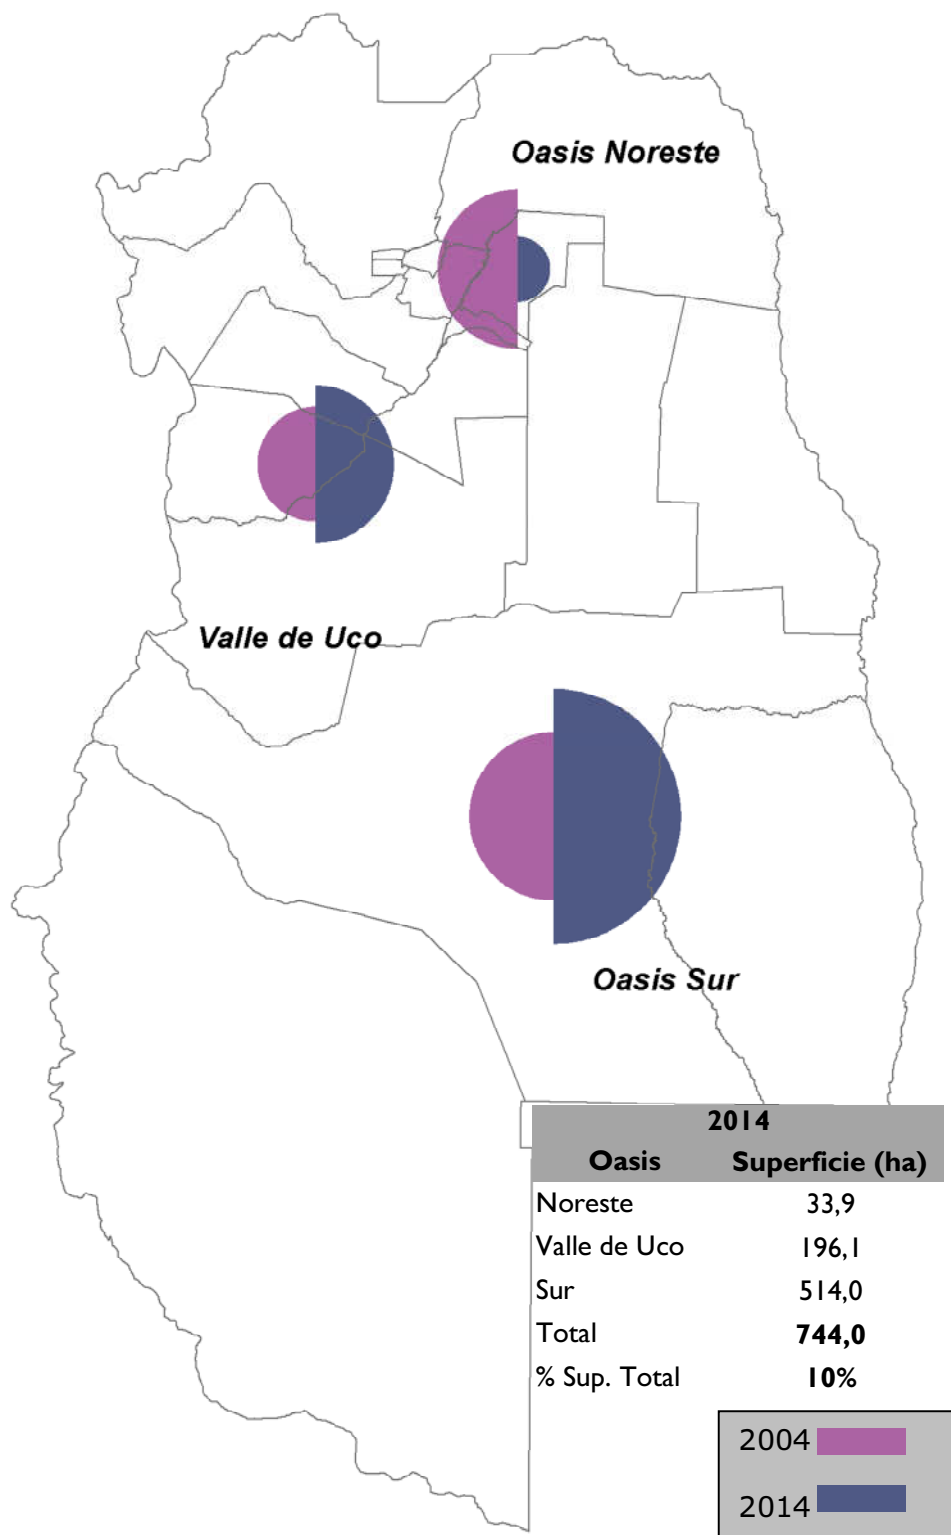 Oasis Noreste
Valle de Uco
Oasis Sur
2014
Oasis Superficie (ha)
Noreste 33,9
Valle de Uco 196,1
Sur 514,0
Total 744,0
% Sup. Total 10%
2004
2014